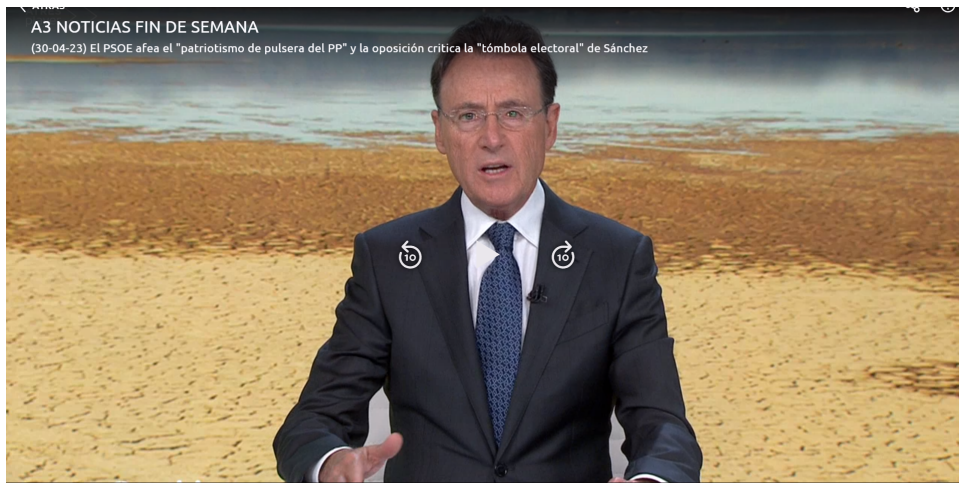 ATRÁS
A3 NOTICIAS FIN DE SEMANA
(30-04-23) El PSOE afea el "patriotismo de pulsera del PP" y la oposición critica la "tómbola electoral" de Sánchez
10 10